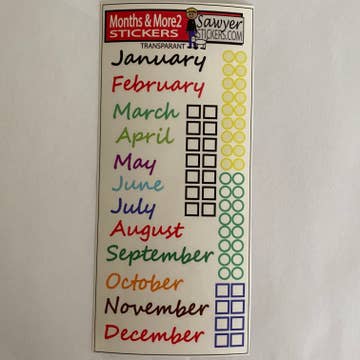 Months & More2
STICKERS
TRANSPARANT
Sawyer
STICKERS.COM
January
February
March
April
May
June
July
August
September
October
November
December